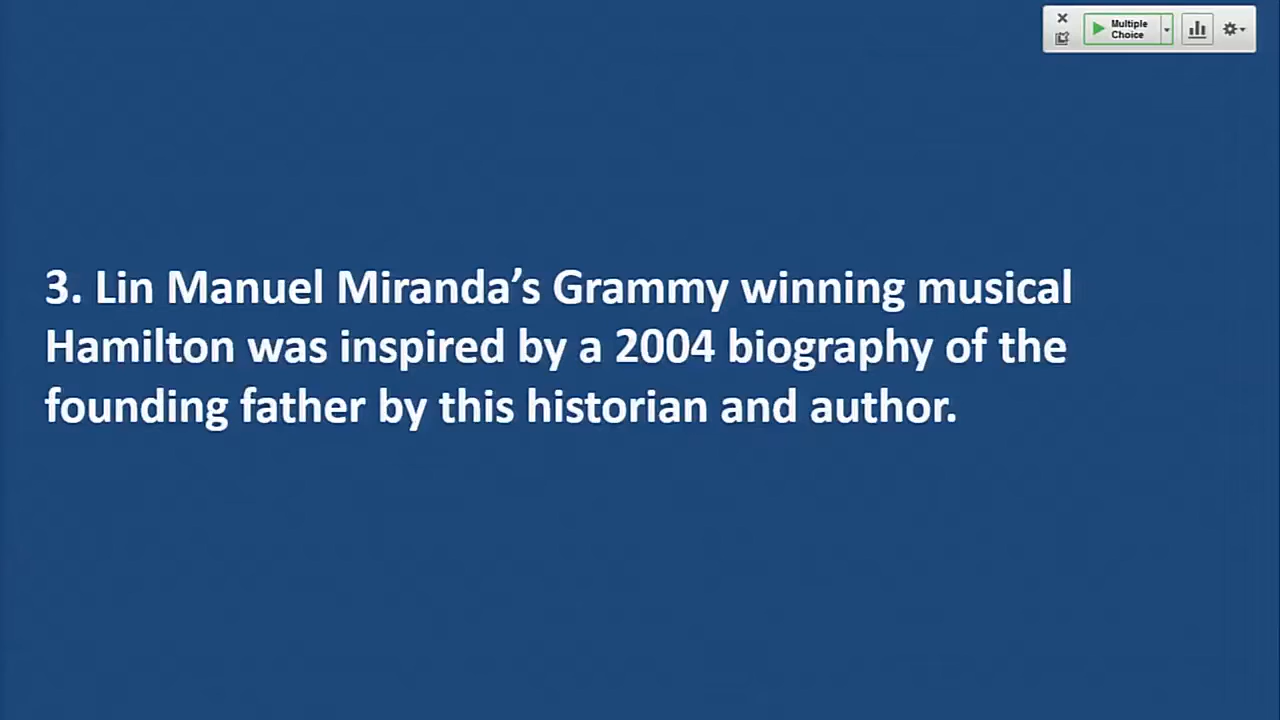 Multiple
Choice
3. Lin Manuel Miranda’s Grammy winning musical
Hamilton was inspired by a 2004 biography of the
founding father by this historian and author.